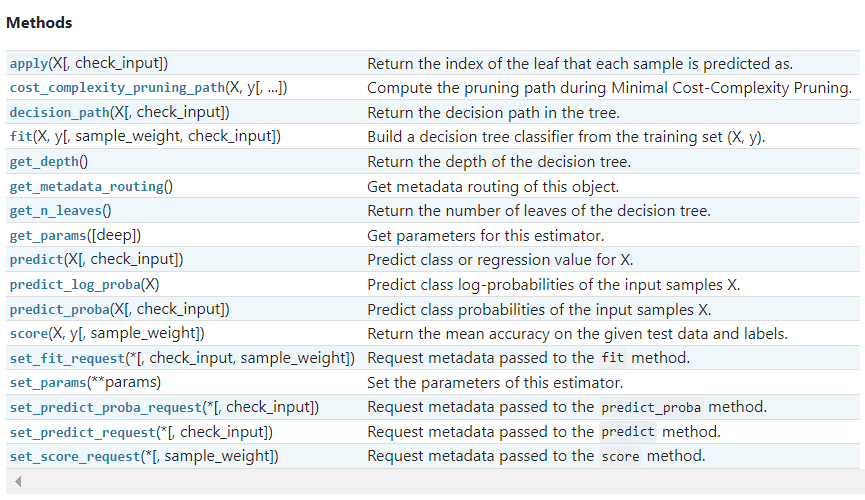 Methods
apply(X[, check_input]) Return the index of the leaf that each sample is predicted as.
cost_complexity_pruning_path(X, y[, ...]) Compute the pruning path during Minimal Cost-Complexity Pruning.
decision_path(X[, check_input]) Return the decision path in the tree.
fit(X, y[, sample_weight, check_input]) Build a decision tree classifier from the training set (X, y).
get_depth() Return the depth of the decision tree.
get_metadata_routing() Get metadata routing of this object.
get_n_leaves() Return the number of leaves of the decision tree.
get_params([deep]) Get parameters for this estimator.
predict(X[, check_input]) Predict class or regression value for X.
predict_log_proba(X) Predict class log-probabilities of the input samples X.
predict_proba(X[, check_input]) Predict class probabilities of the input samples X.
score(X, y[, sample_weight]) Return the mean accuracy on the given test data and labels.
set_fit_request(*[, check_input, sample_weight]) Request metadata passed to the fit method.
set_params(**params) Set the parameters of this estimator.
set_predict_proba_request(*[, check_input]) Request metadata passed to the predict_proba method.
set_predict_request(*[, check_input]) Request metadata passed to the predict method.
set_score_request(*[, sample_weight]) Request metadata passed to the score method.